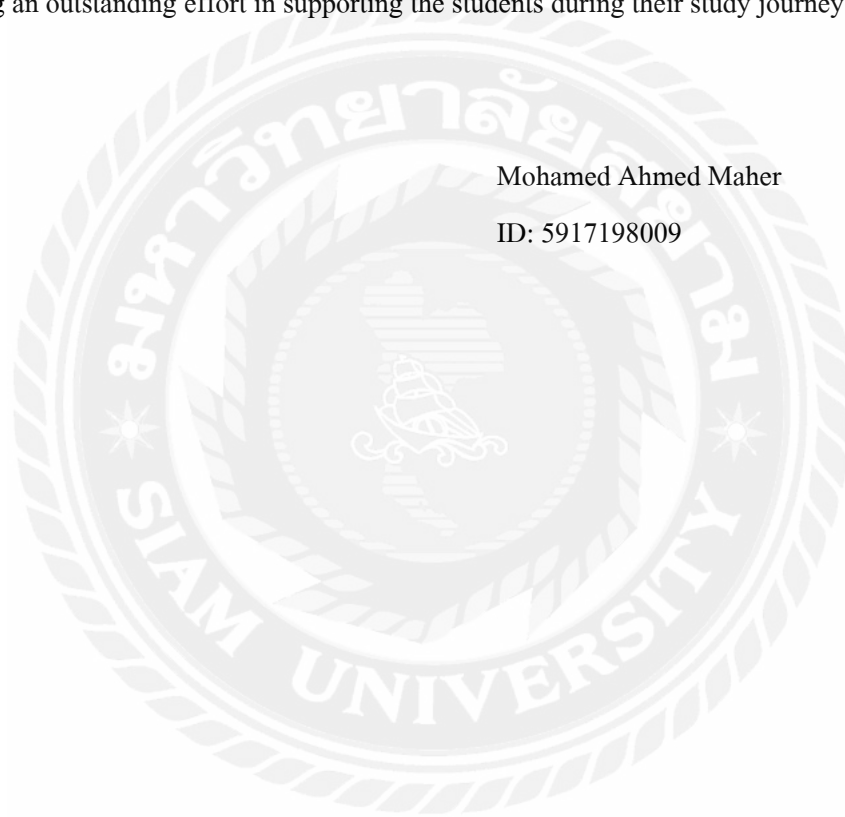 g an outstanding effort in supporting the students during their study journey
Mohamed Ahmed Maher
ID: 5917198009
มหาวิทยาลัยสยาม
SIAM UNIVERSITY